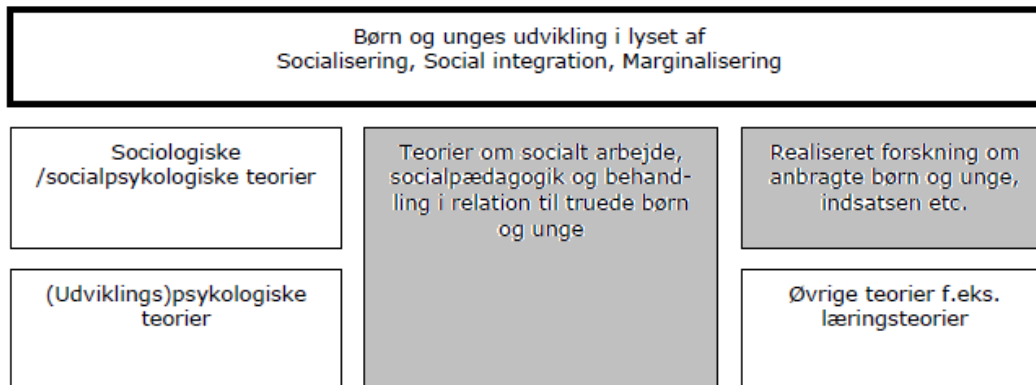 Børn og unges udvikling i lyset af
Socialisering, Social integration, Marginalisering
Sociologiske
/socialpsykologiske teorier
Teorier om socialt arbejde,
socialpædagogik og behand-
ling i relation til truede børn
og unge
Realiseret forskning om
anbragte børn og unge,
indsatsen etc.
(Udviklings)psykologiske
teorier
Øvrige teorier f.eks.
læringsteorier